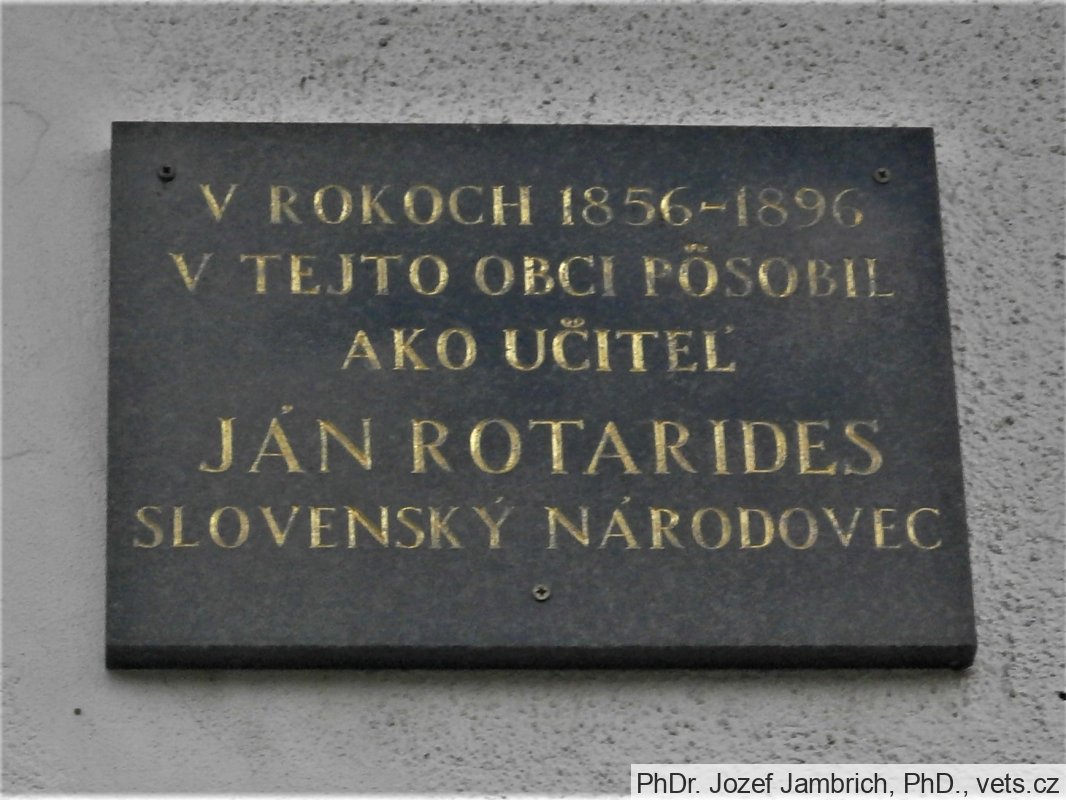 V ROKOCH 1856-1896
V TEJTO OBCI PÔSOBIL
AKO UČITEĽ
JÁN ROTARIDES
SLOVENSKÝ NÁRODOVEC
PhDr. Jozef Jambrich, PhD., vets.cz